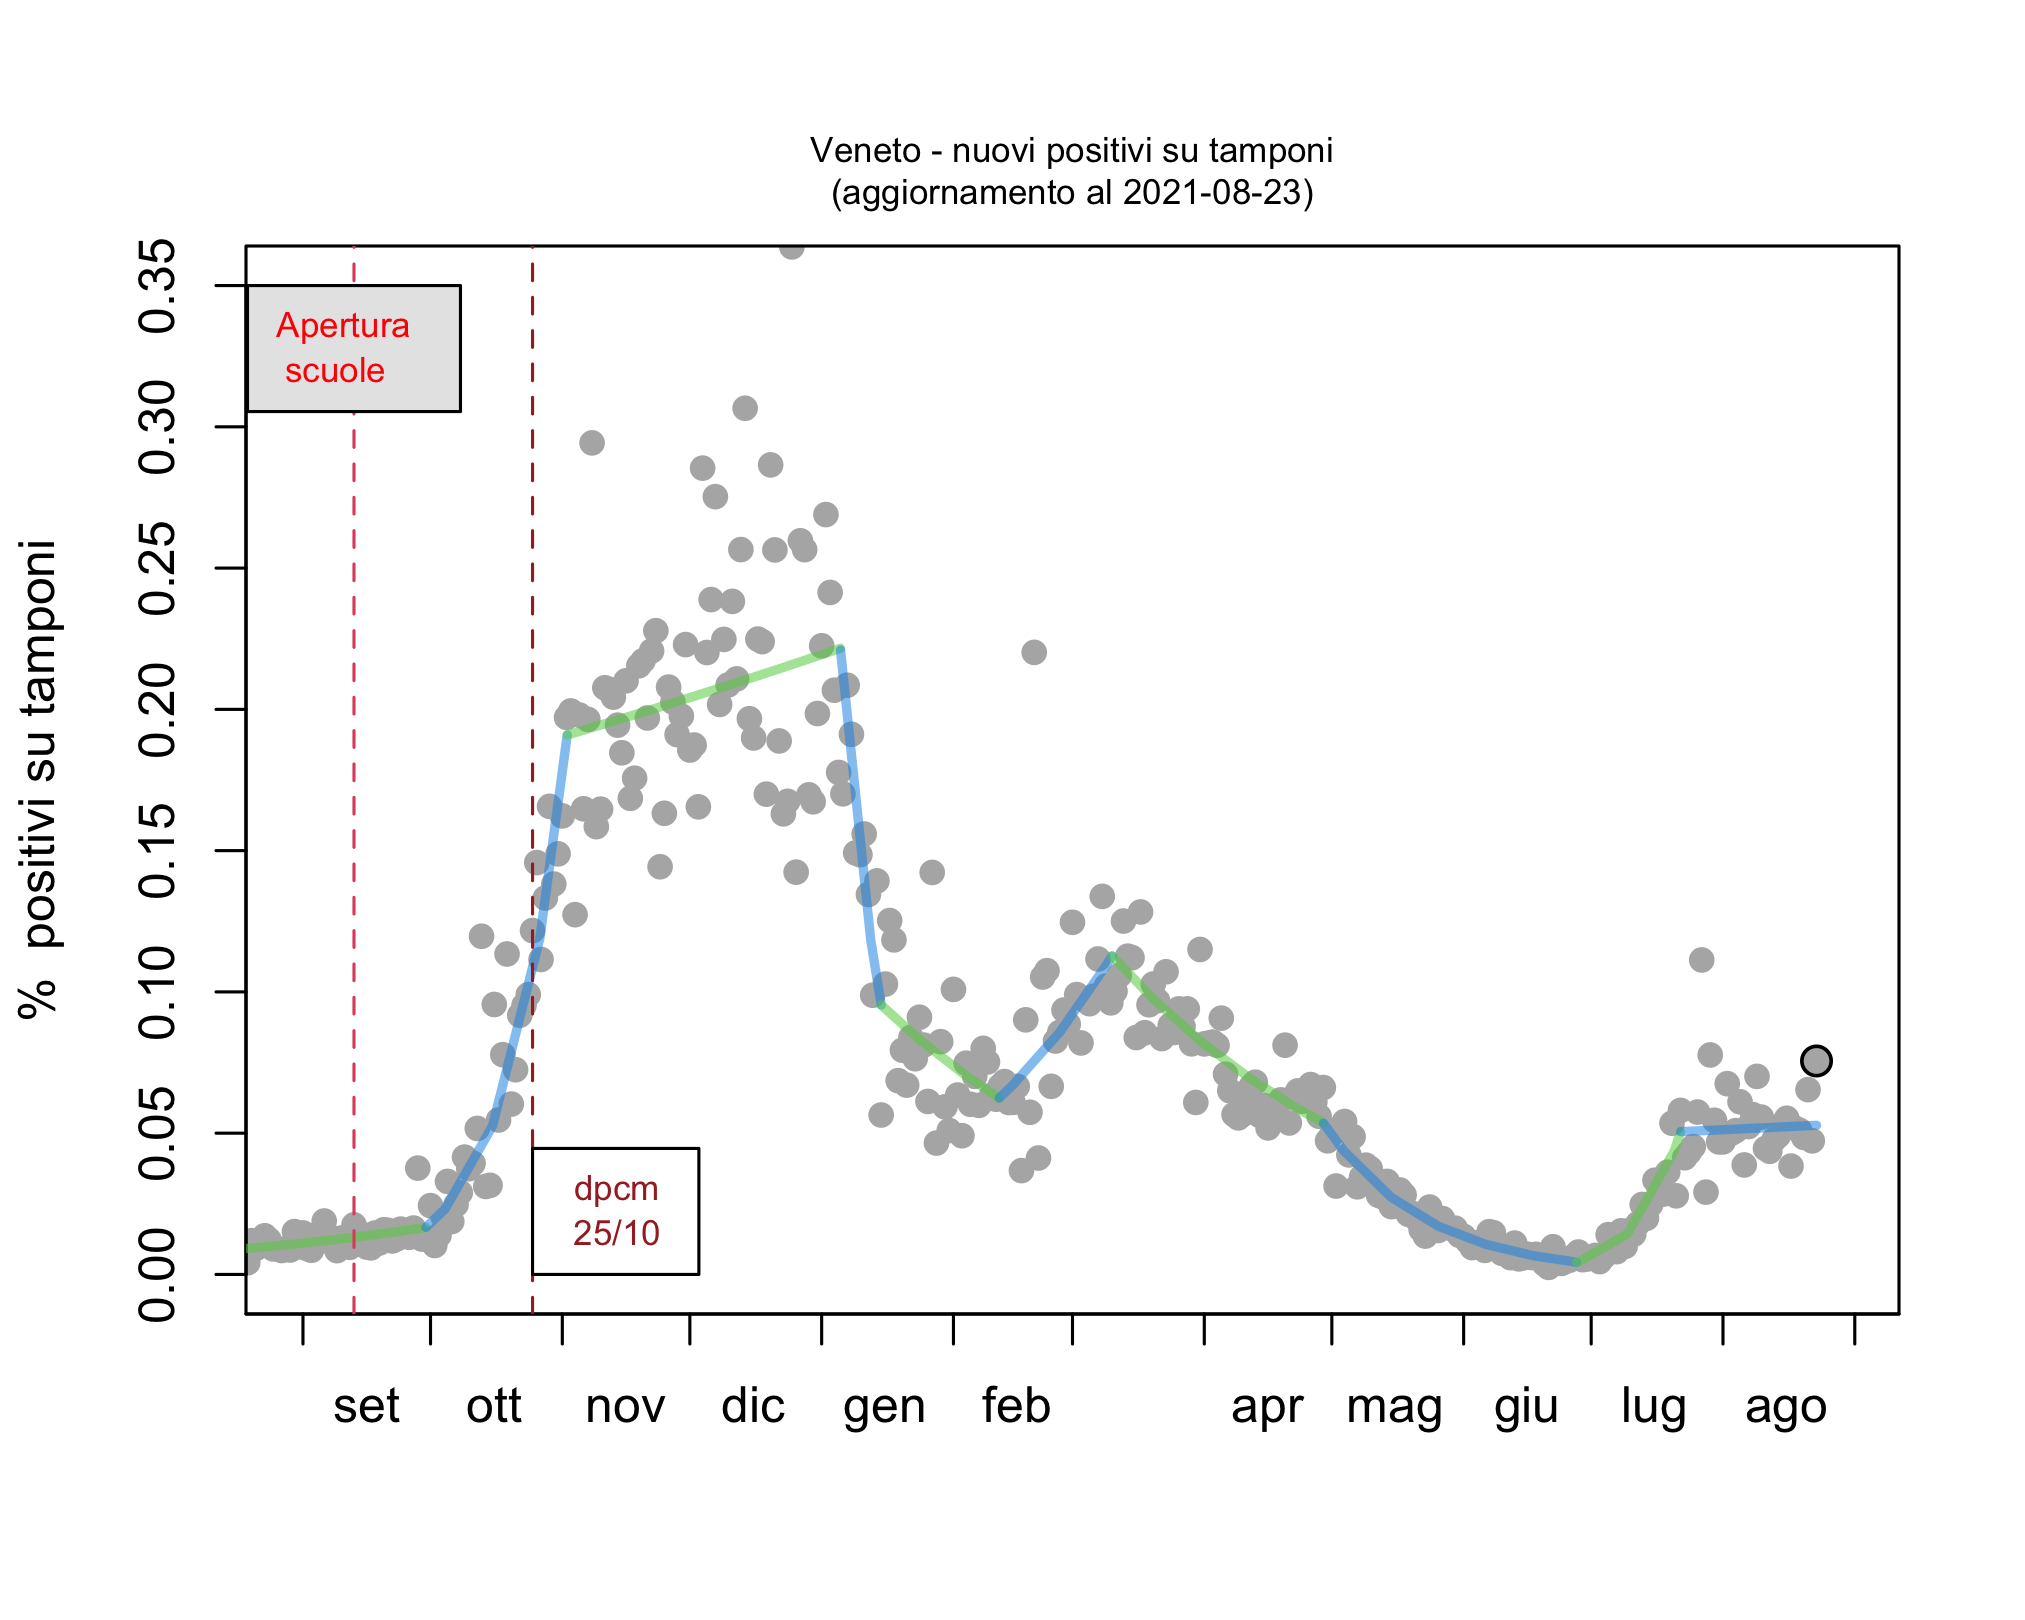 Veneto - nuovi positivi su tamponi
(aggiornamento al 2021-08-23)
% positivi su tamponi
0.35
0.30
0.25
0.20
0.15
0.10
0.05
0.00
Apertura
scuole
dpcm
25/10
set ott nov dic gen feb apr mag giu lug ago